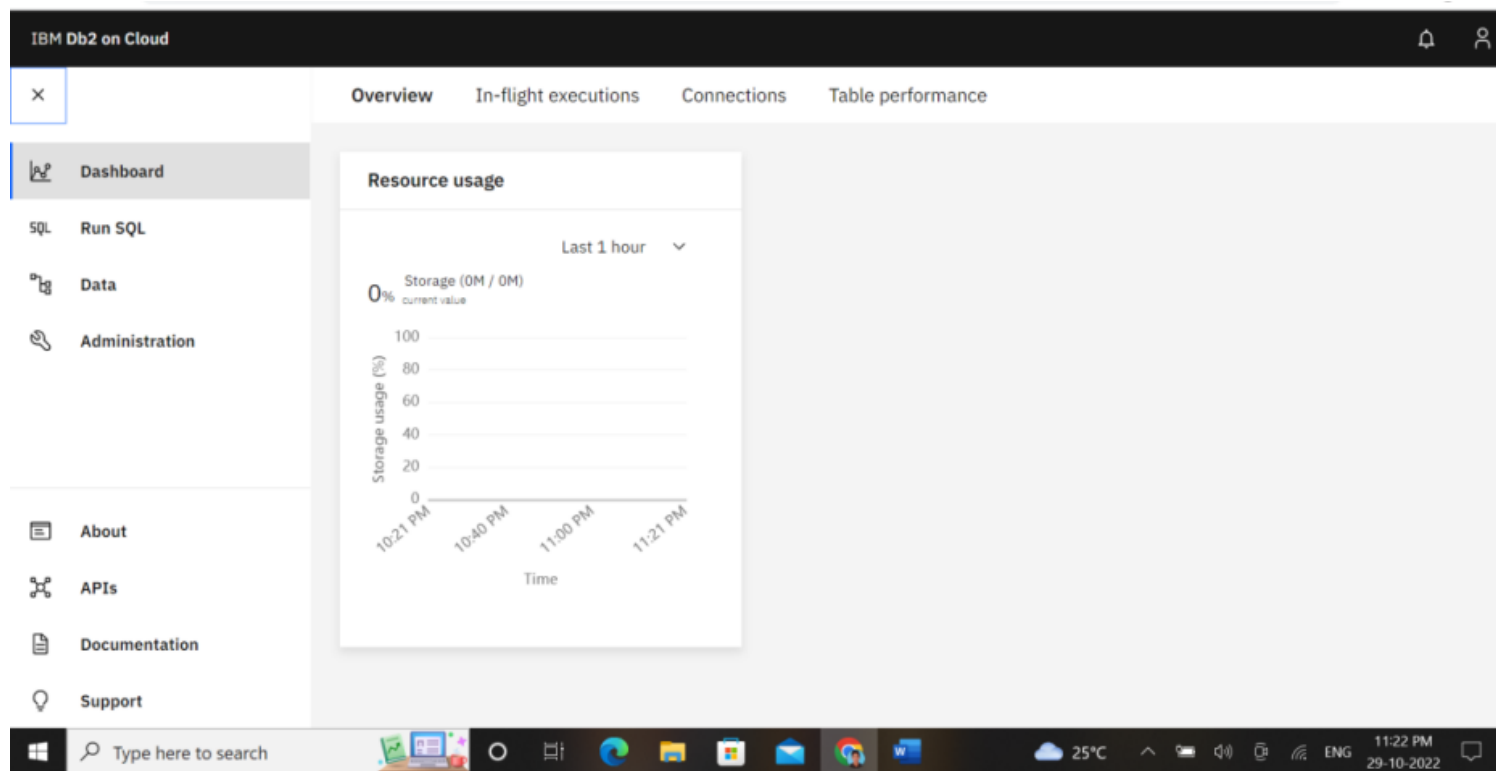 IBM Db2 on Cloud
Overview In-flight executions Connections Table performance
Dashboard
SQL Run SQL
Data
Administration
About
APIs
Documentation
Support
Resource usage
Last 1 hour
0% Storage (0M / 0M)
current value
Storage usage (%)
100
80
60
40
20
0
10:21 PM 10:40 PM 11:00 PM 11:21 PM
Time
Type here to search
25°C
ENG
11:22 PM
29-10-2022